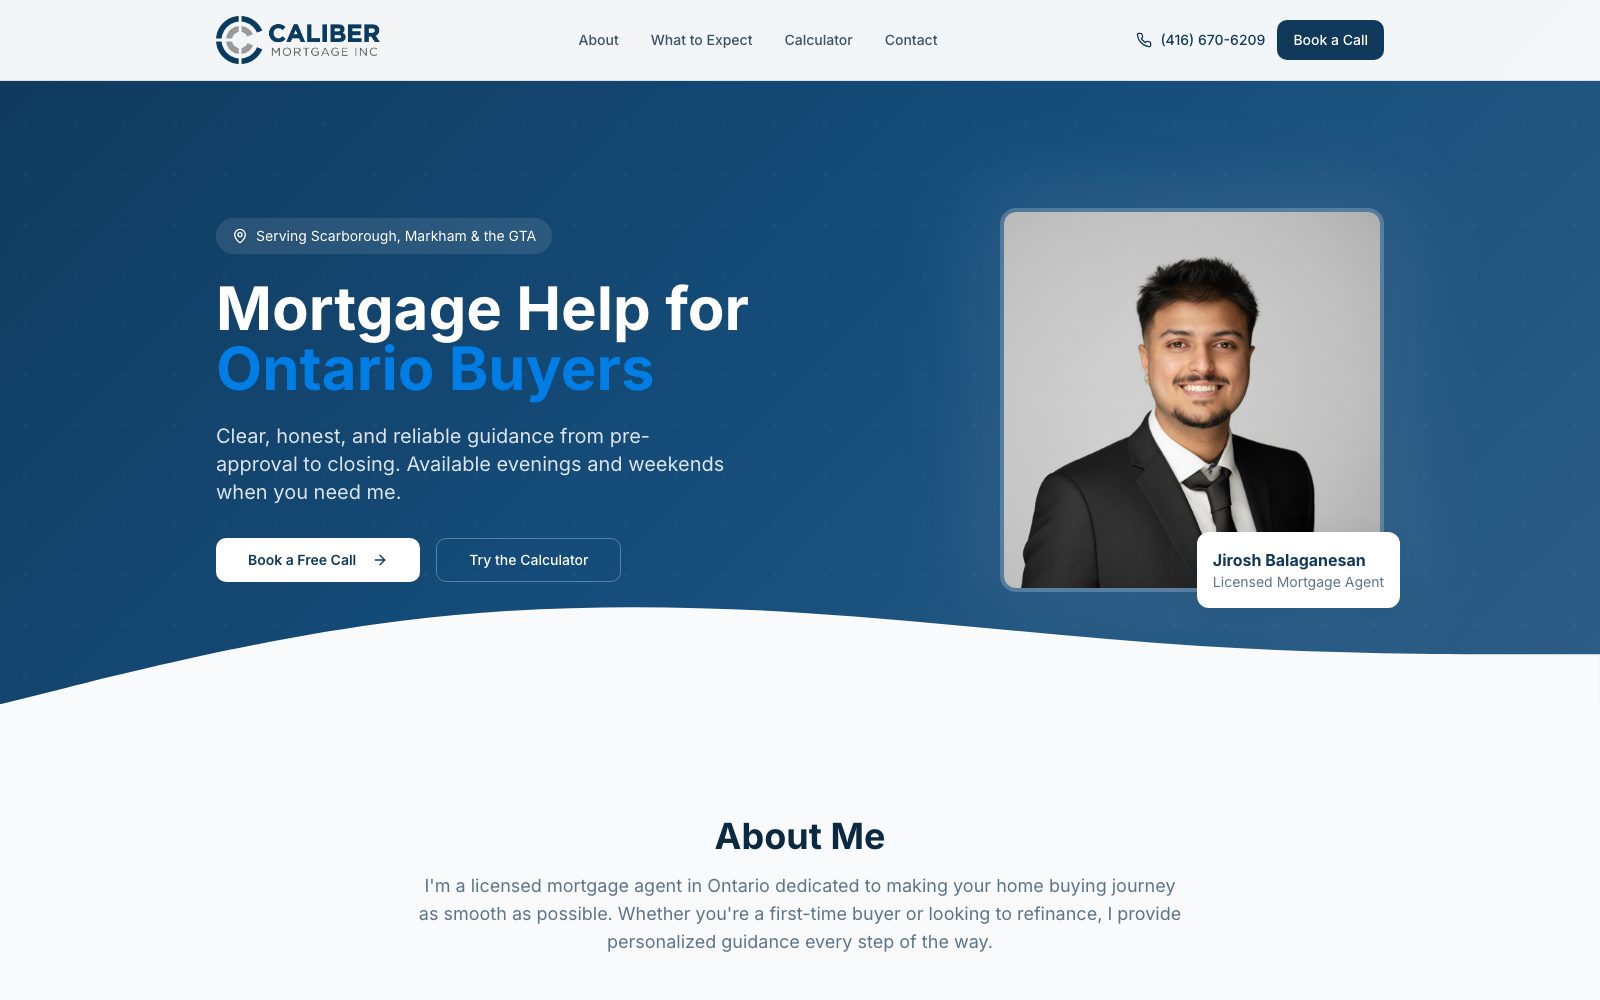 CALIBER
MORTGAGE INC
About
What to Expect
Calculator
Contact
(416) 670-6209
Book a Call
Serving Scarborough, Markham & the GTA
Mortgage Help for
Ontario Buyers
Clear, honest, and reliable guidance from pre-
approval to closing. Available evenings and weekends
when you need me.
Book a Free Call
Try the Calculator
Jirosh Balaganesan
Licensed Mortgage Agent
About Me
I'm a licensed mortgage agent in Ontario dedicated to making your home buying journey
as smooth as possible. Whether you're a first-time buyer or looking to refinance, I provide
personalized guidance every step of the way.